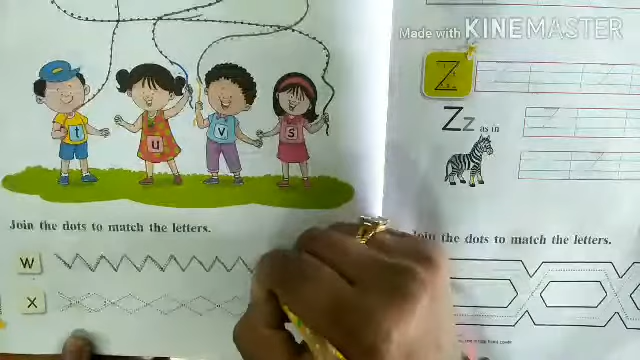 Made with KINEMASTER
t
u
v
s
Join the dots to match the letters.
w
x
Z
Zz as in
Join the dots to match the letters.